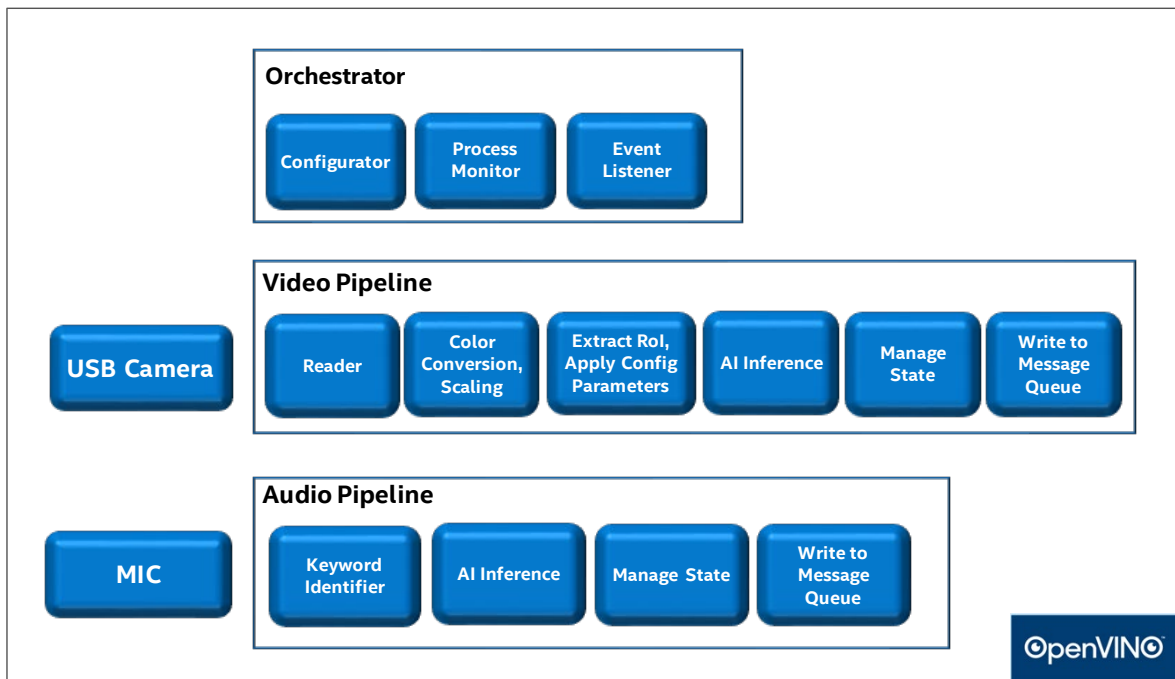 Orchestrator
Configurator
Process
Monitor
Event
Listener
Video Pipeline
USB Camera
Reader
Color
Conversion,
Scaling
Extract RoI,
Apply Config
Parameters
AI Inference
Manage
State
Write to
Message
Queue
Audio Pipeline
MIC
Keyword
Identifier
AI Inference
Manage State
Write to
Message
Queue
OpenVINO™